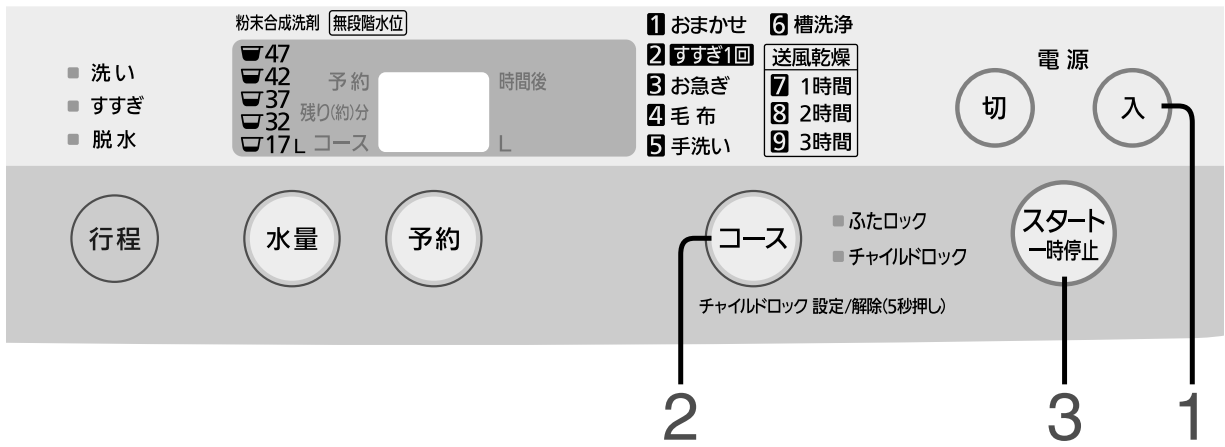 粉末合成洗剤 無段階水位
洗い
すすぎ
脱水
47
42
37
32
17L
予約
残り(約)分
コース
時間後
L
1 おまかせ
2 すすぎ1回
3 お急ぎ
4 毛布
5 手洗い
6 槽洗浄
送風乾燥
7 1時間
8 2時間
9 3時間
電源
切
入
行程
水量
予約
コース
ふたロック
チャイルドロック
チャイルドロック 設定/解除(5秒押し)
スタート
一時停止
2
3
1